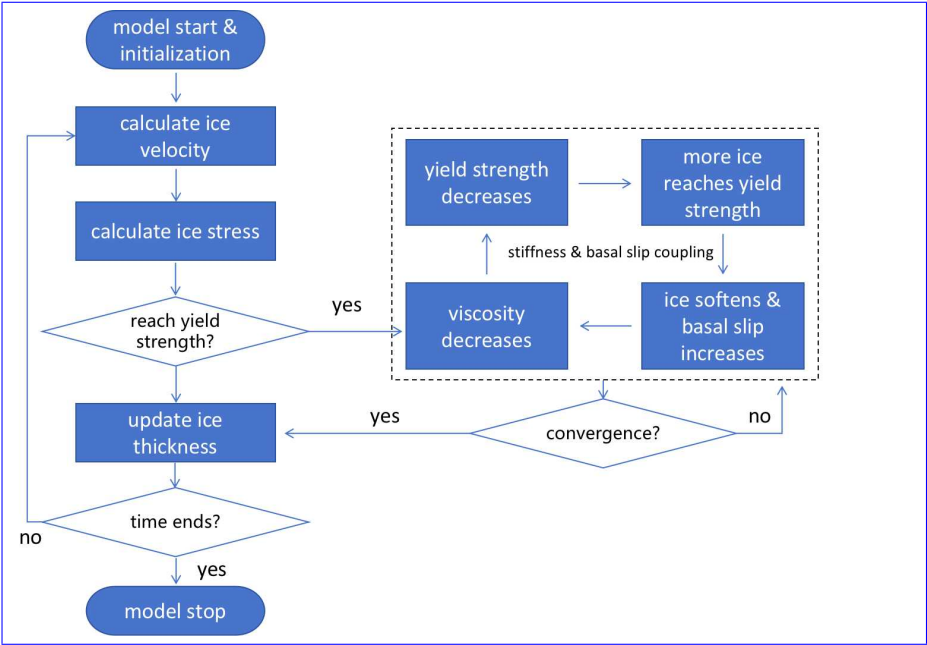 model start &
initialization
calculate ice
velocity
calculate ice stress
reach yield
strength?
yes
yield strength
decreases
more ice
reaches yield
strength
stiffness & basal slip coupling
viscosity
decreases
ice softens &
basal slip
increases
convergence?
yes
no
update ice
thickness
time ends?
no
yes
model stop